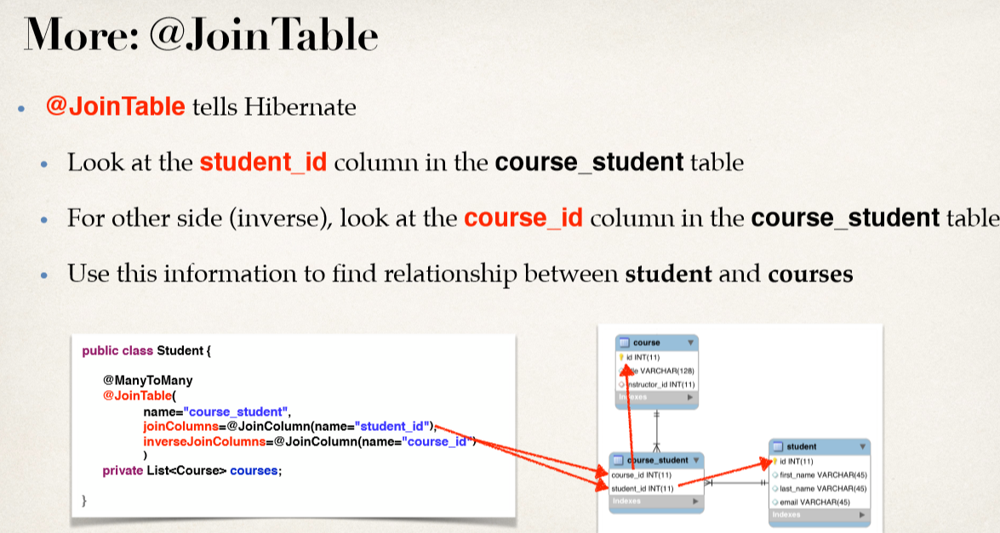 More: @JoinTable
• @JoinTable tells Hibernate
• Look at the student_id column in the course_student table
• For other side (inverse), look at the course_id column in the course_student table
• Use this information to find relationship between student and courses
public class Student {
@ManyToMany
@JoinTable(
name="course_student",
joinColumns=@JoinColumn(name="student_id"),
inverseJoinColumns=@JoinColumn(name="course_id")
)
private List<Course> courses;
}
course
id INT(11)
VARCHAR(128)
instructor_id INT(11)
Indexes
course_student
course_id INT(11)
student_id INT(11)
Indexes
student
id INT(11)
first_name VARCHAR(45)
last_name VARCHAR(45)
email VARCHAR(45)
Indexes